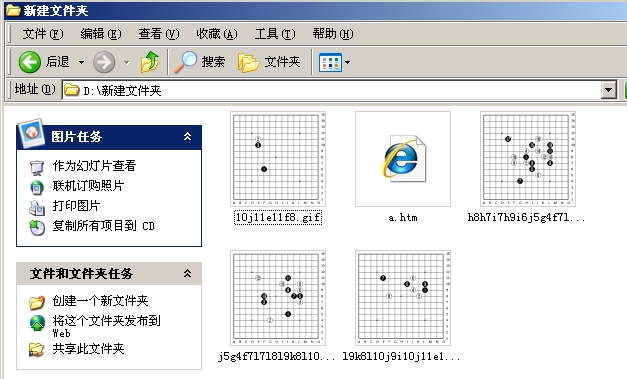 新建文件夹
文件(F) 编辑(E) 查看(V) 收藏(A) 工具(T) 帮助(H)
后退 搜索 文件夹
地址(D) D:\新建文件夹
图片任务
作为幻灯片查看
联机订购照片
打印图片
复制所有项目到 CD
文件和文件夹任务
创建一个新文件夹
将这个文件夹发布到
Web
共享此文件夹
10j11e11f8.gif
a.htm
h8h7i7h9i6j5g4f7l...
j5g4f7l7l8l9k8l10...
l9k8l10j9i10j11e1...